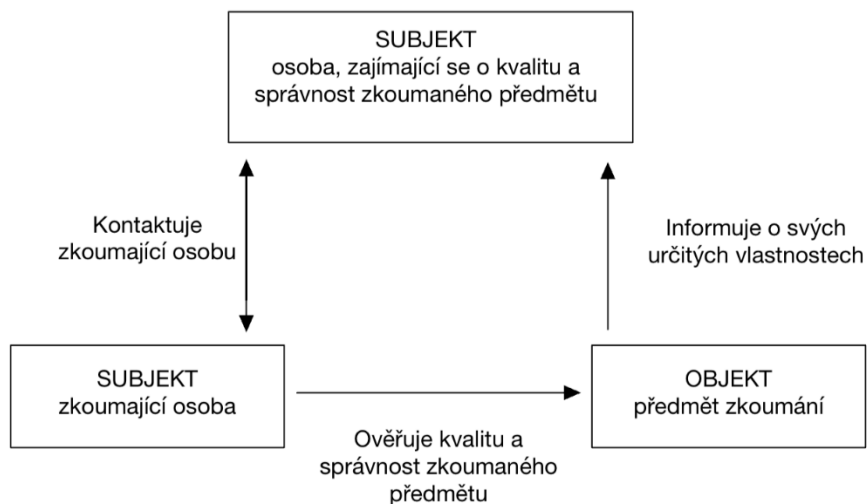 SUBJEKT
osoba, zajímající se o kvalitu a
správnost zkoumaného předmětu
Kontaktuje
zkoumající osobu
Informuje o svých
určitých vlastnostech
SUBJEKT
zkoumající osoba
OBJEKT
předmět zkoumání
Ověřuje kvalitu a
správnost zkoumaného
předmětu